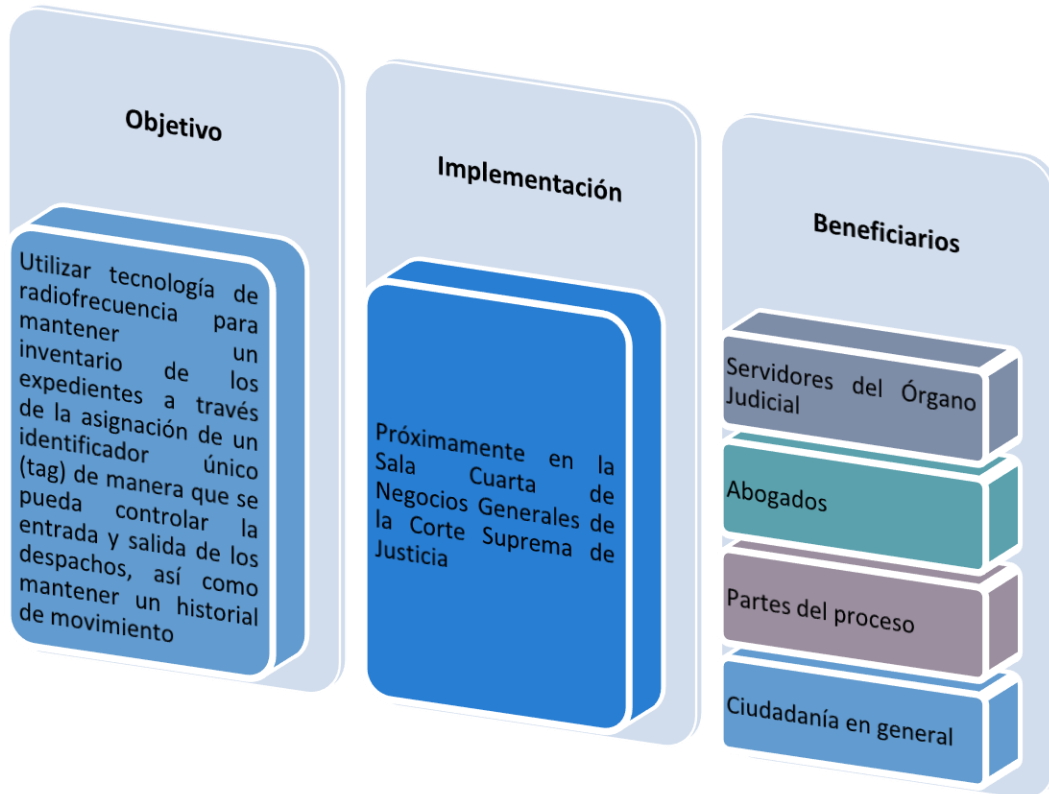 Objetivo
Utilizar tecnología de
radiofrecuencia para
mantener un
inventario de los
expedientes a través
de la asignación de un
identificador único
(tag) de manera que se
pueda controlar la
entrada y salida de los
despachos, así como
mantener un historial
de movimiento
Implementación
Próximamente en la
Sala Cuarta de
Negocios Generales de
la Corte Suprema de
Justicia
Beneficiarios
Servidores del Órgano
Judicial
Abogados
Partes del proceso
Ciudadanía en general